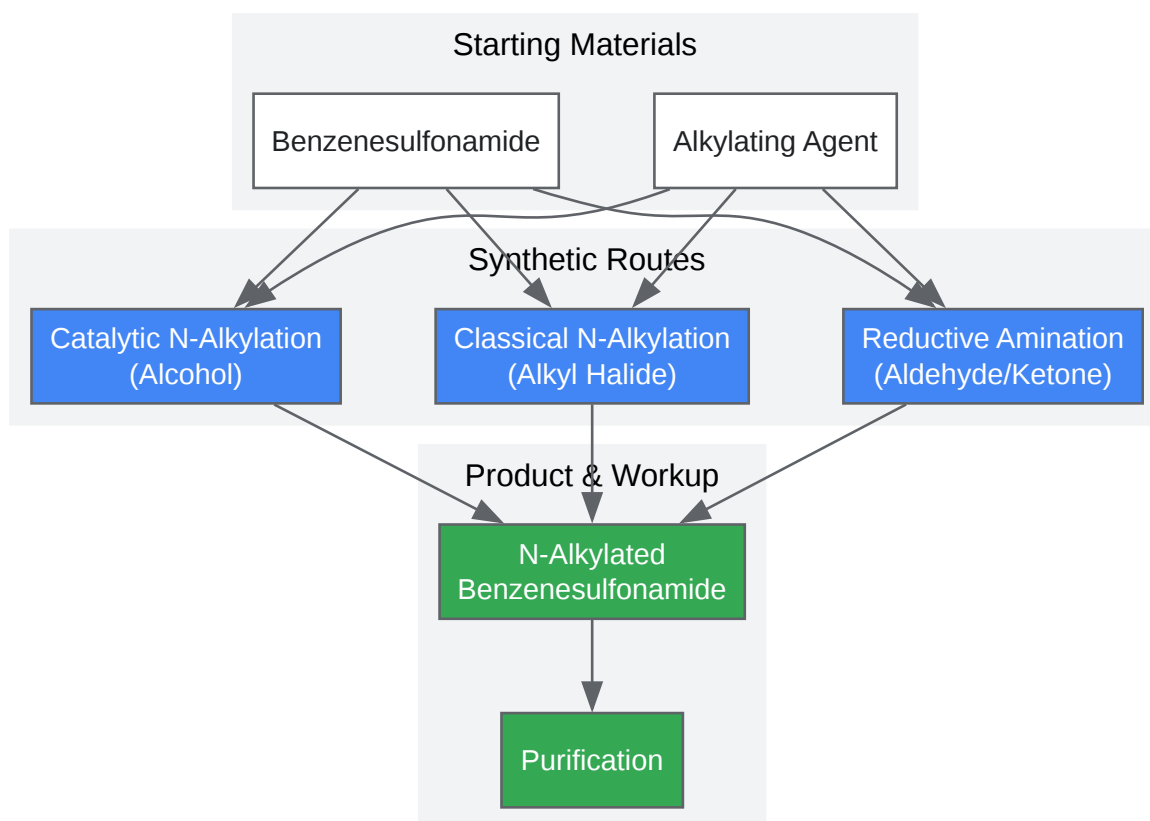 Starting Materials
Benzenesulfonamide
Alkylating Agent
Synthetic Routes
Catalytic N-Alkylation
(Alcohol)
Classical N-Alkylation
(Alkyl Halide)
Reductive Amination
(Aldehyde/Ketone)
Product & Workup
N-Alkylated
Benzenesulfonamide
Purification